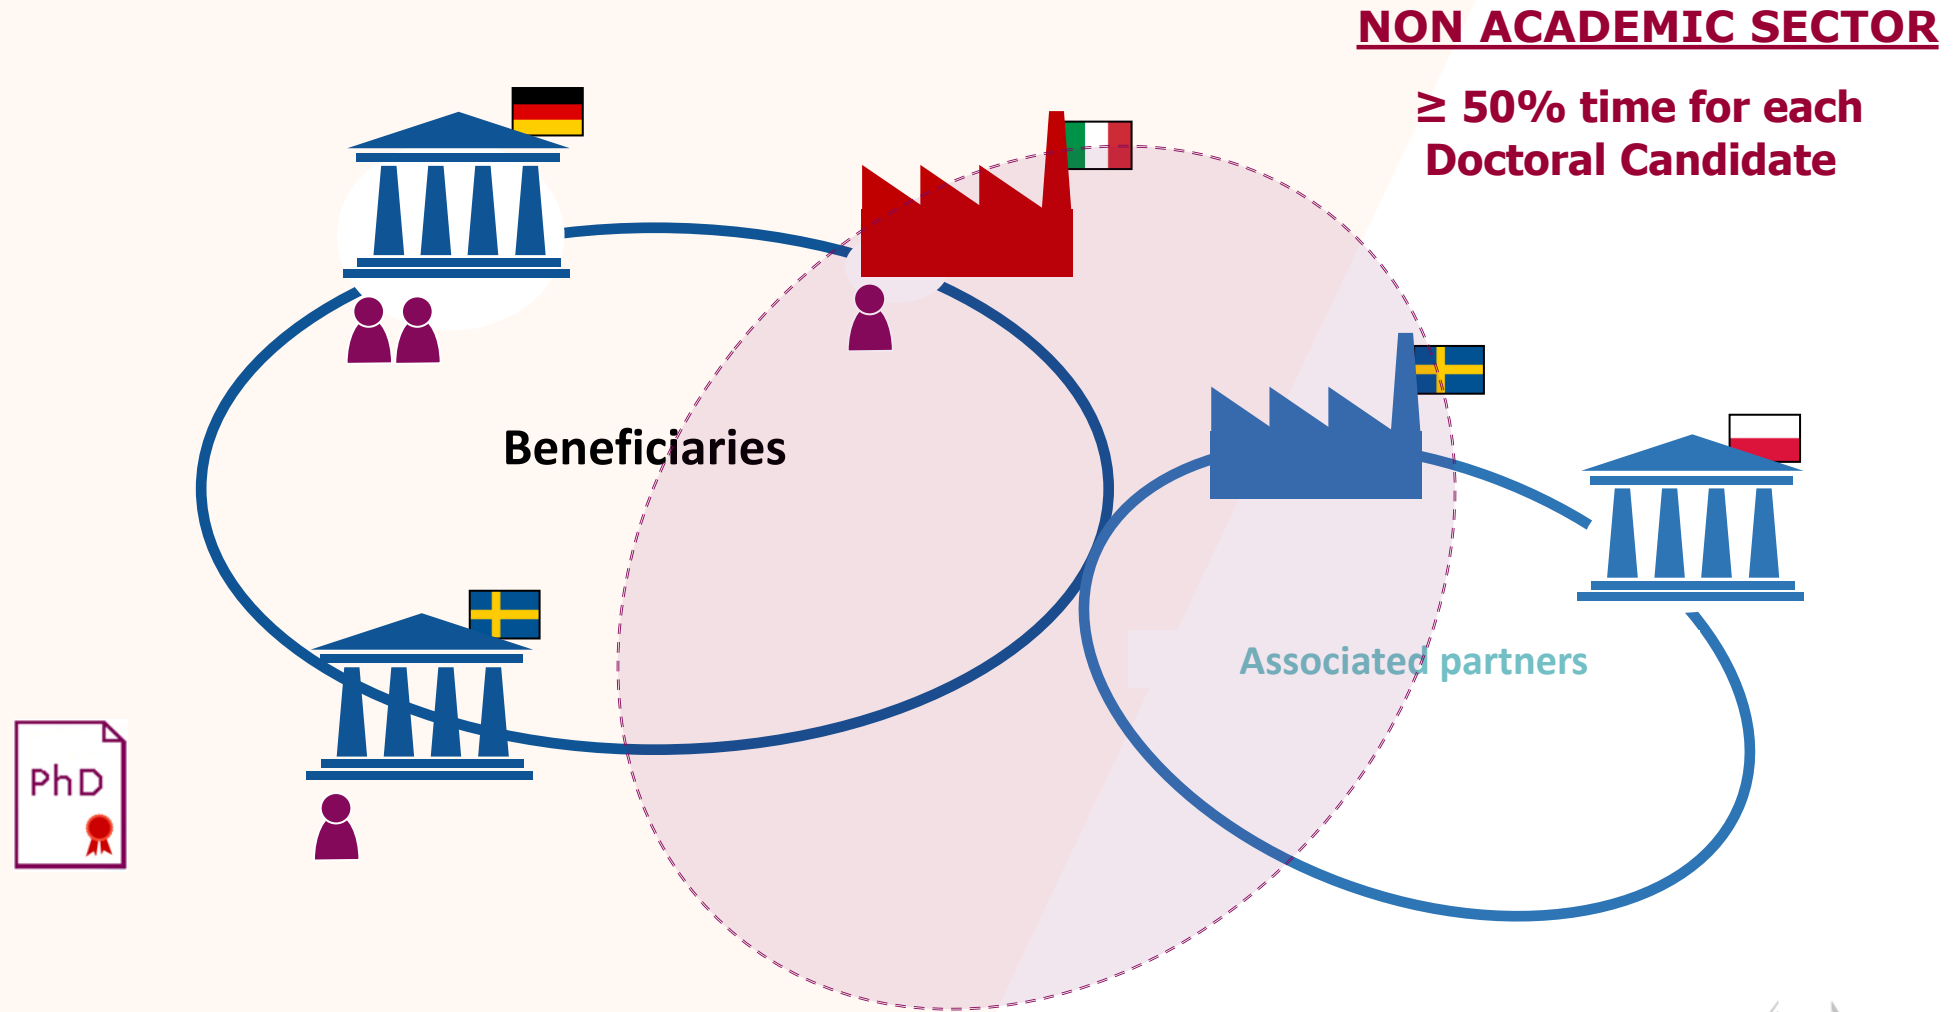 NON ACADEMIC SECTOR
≥ 50% time for each
Doctoral Candidate
Beneficiaries
Associated partners
PhD